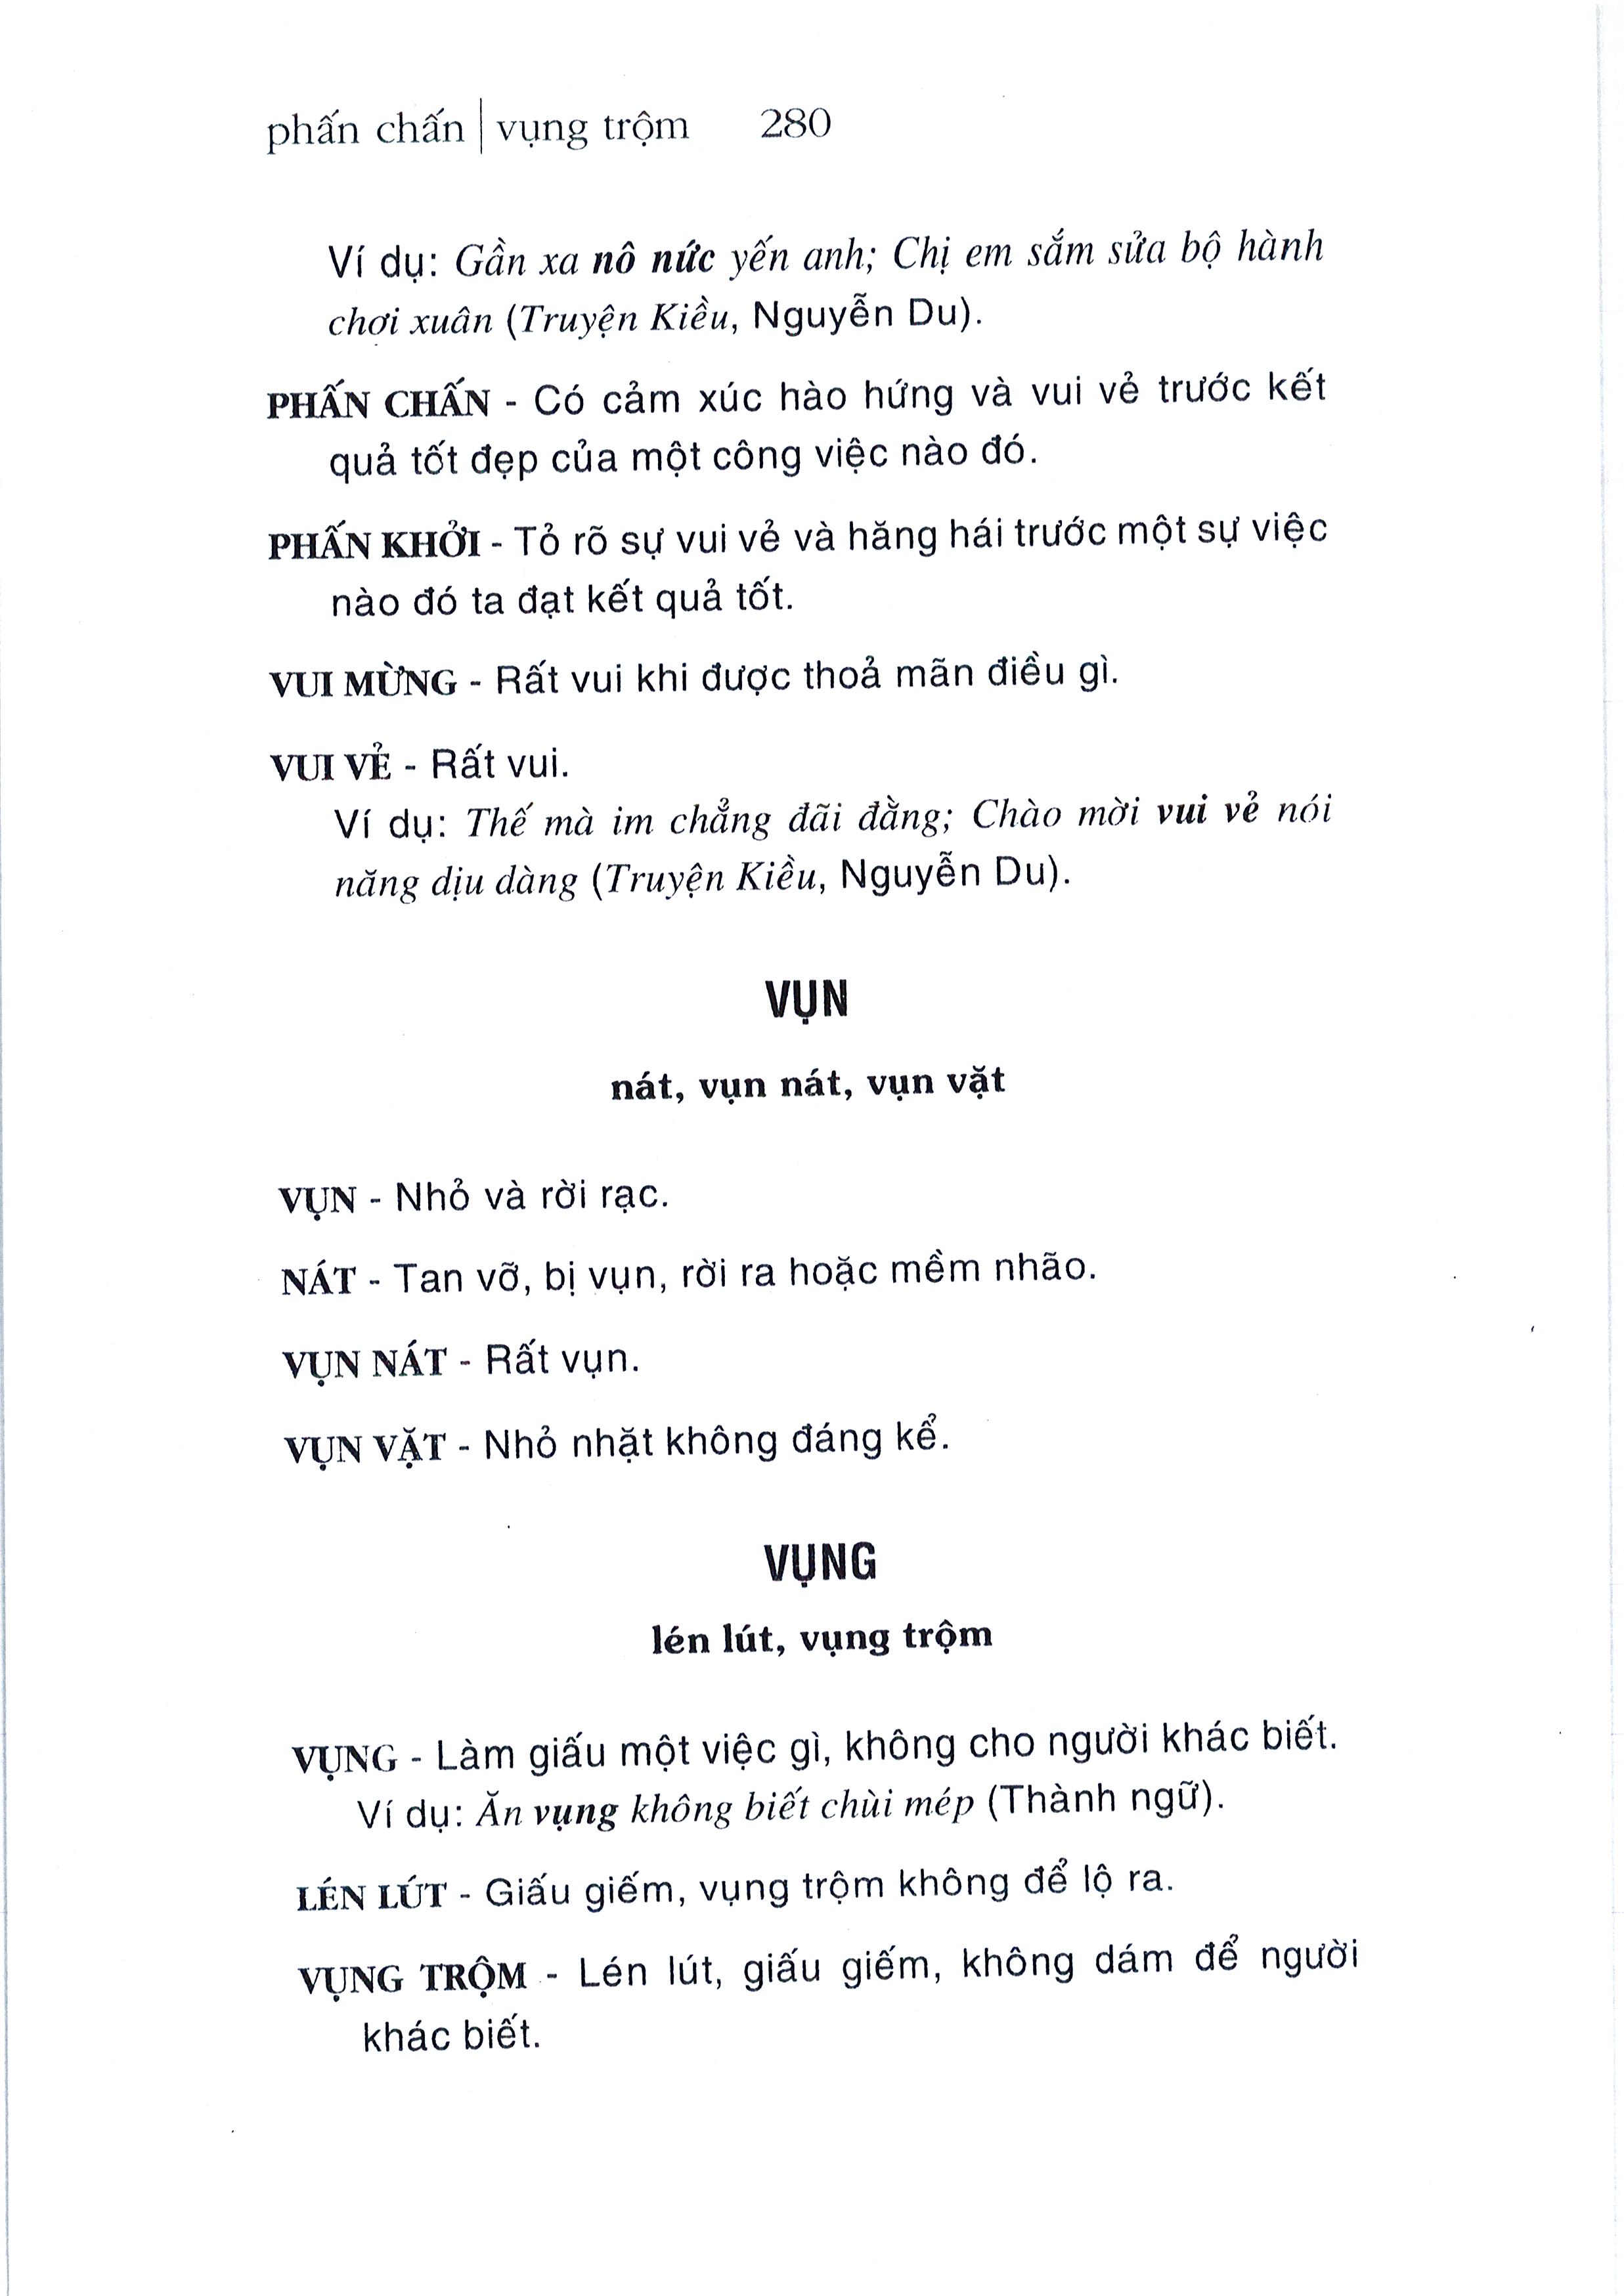 phấn chấn | vụng trộm 280
Ví dụ: Gần xa nô nức yến anh; Chị em sắm sửa bộ hành
chơi xuân (Truyện Kiều, Nguyễn Du).
PHẤN CHẤN - Có cảm xúc hào hứng và vui vẻ trước kết
quả tốt đẹp của một công việc nào đó.
PHẤN KHỞI - Tỏ rõ sự vui vẻ và hăng hái trước một sự việc
nào đó ta đạt kết quả tốt.
VUI MỪNG - Rất vui khi được thoả mãn điều gì.
VUI VẺ - Rất vui.
Ví dụ: Thế mà im chẳng đãi đằng; Chào mời vui vẻ nói
năng dịu dàng (Truyện Kiều, Nguyễn Du).
VỤN
nát, vụn nát, vụn vặt
VỤN - Nhỏ và rời rạc.
NÁT - Tan vỡ, bị vụn, rời ra hoặc mềm nhão.
VỤN NÁT - Rất vụn.
VỤN VẶT - Nhỏ nhặt không đáng kể.
VỤNG
lén lút, vụng trộm
VỤNG - Làm giấu một việc gì, không cho người khác biết.
Ví dụ: Ăn vụng không biết chùi mép (Thành ngữ).
LÉN LÚT - Giấu giếm, vụng trộm không để lộ ra.
VỤNG TRỘM - Lén lút, giấu giếm, không dám để người
khác biết.